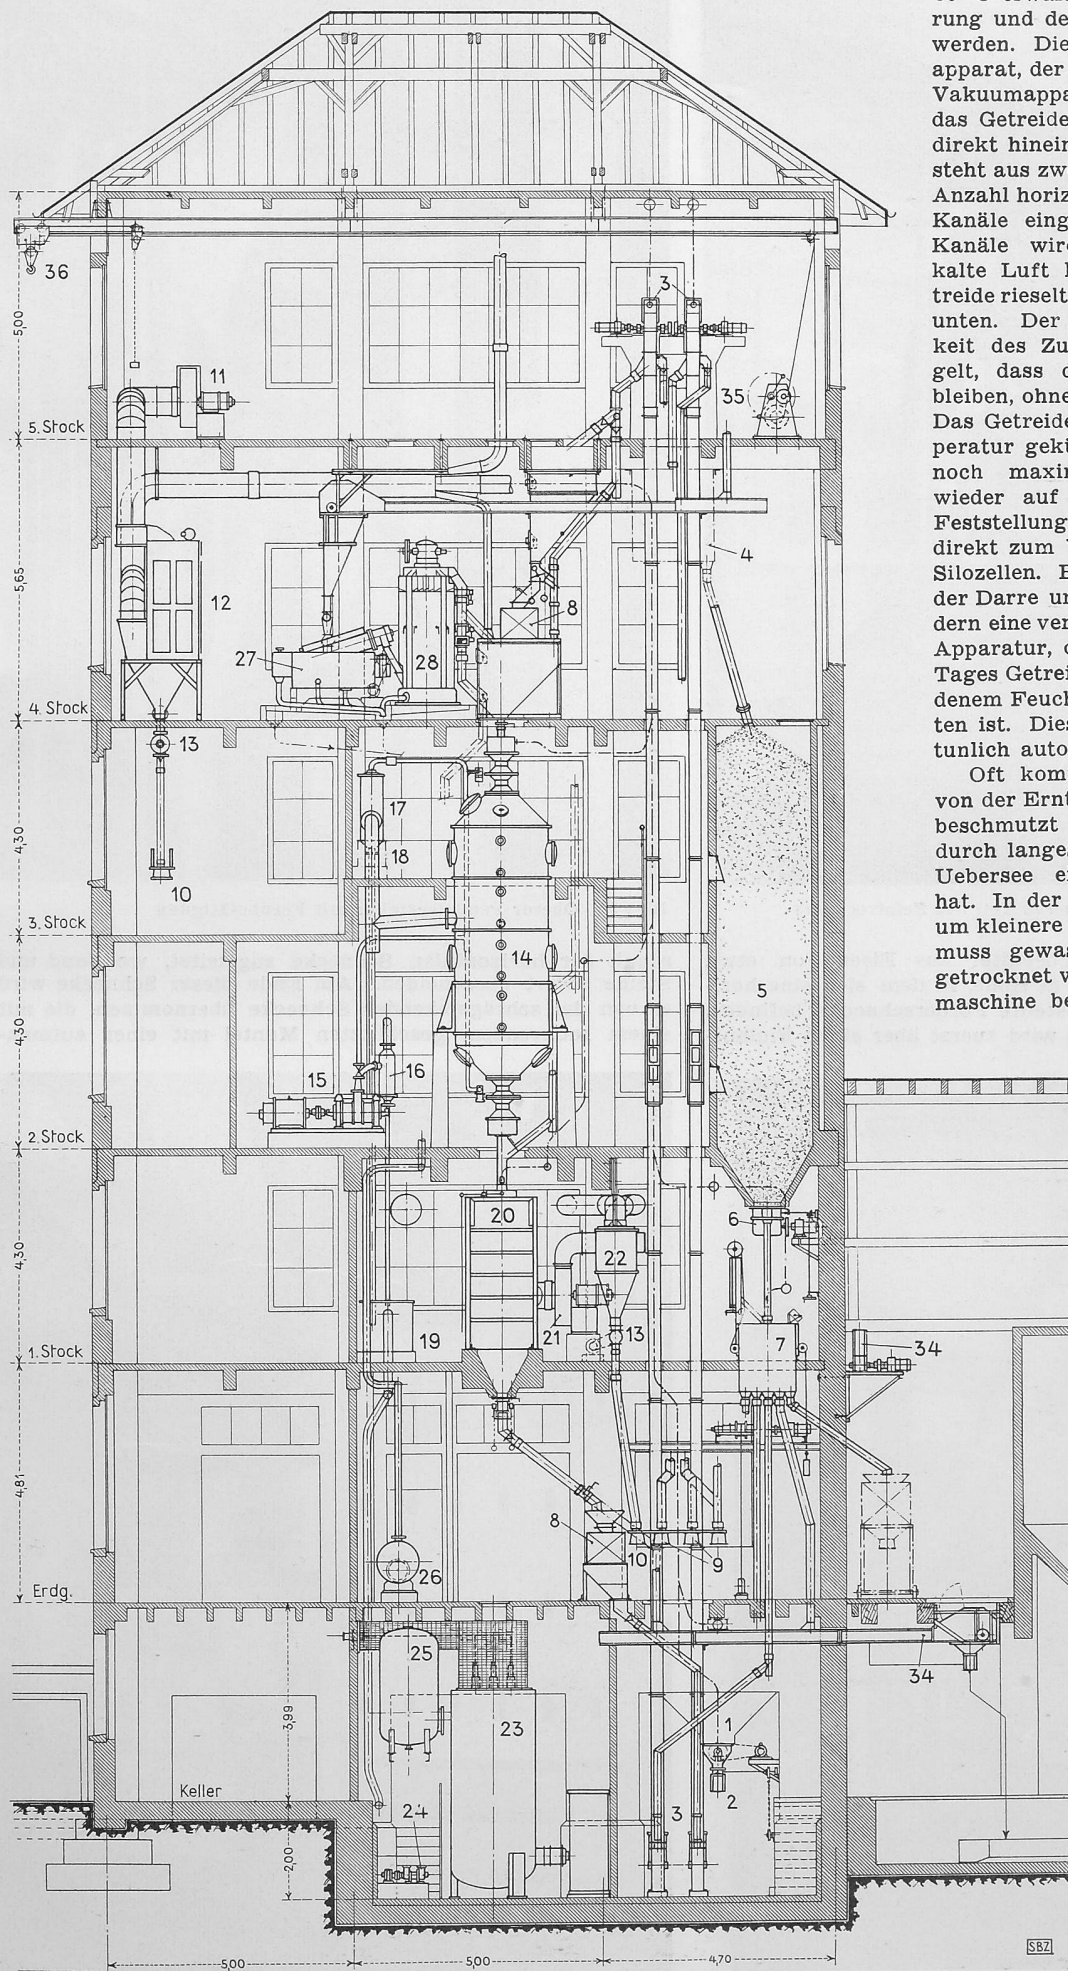 rung und de
werden. Die
apparat, der
Vakuumappa
das Getreide
direkt hinein
steht aus zw
Anzahl horiz
Kanäle eing
Kanäle wird
kalte Luft
treide rieselt
unten. Der
keit des Zu
gelt, dass
bleiben, ohne
Das Getreide
peratur gekü
noch maxin
wieder auf
Feststellung
direkt zum
Silozellen.
der Darre un
dern eine ver
Apparatur,
Tages Getrei
denem Feuch
ten ist. Dies
tunlich auto
Oft kom
von der Ernt
beschmutzt
durch lange
Uebersee
hat. In der
um kleinere
muss gewas
getrocknet
maschine be
36
3
5,00
11
35
5. Stock
4
5,65
12
8
27
28
4. Stock
13
17
4,30
18
10
3. Stock
14
5
4,30
16
15
2. Stock
20
6
4,30
22
21
13
19
7
34
1. Stock
4,81
8
10
9
26
Erdg.
25
34
3,99
23
1
Keller
2
24
3
2,00
5,00
5,00
4,70
SBZ